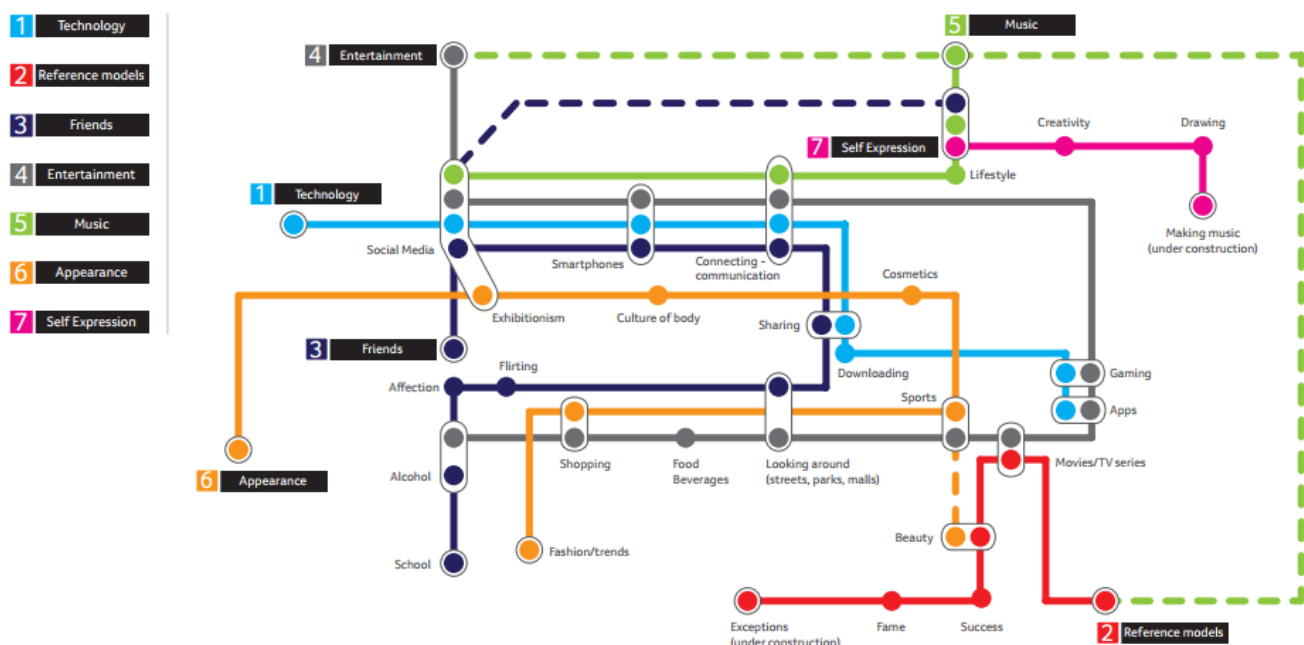 1 Technology
2 Reference models
3 Friends
4 Entertainment
5 Music
6 Appearance
7 Self Expression
5 Music
4 Entertainment
Creativity
Drawing
7 Self Expression
Lifestyle
1 Technology
Making music
(under construction)
Social Media
Smartphones
Connecting -
communication
Cosmetics
Exhibitionism
Culture of body
Sharing
3 Friends
Flirting
Downloading
Gaming
Affection
Sports
Apps
Shopping
Food
Beverages
Looking around
(streets, parks, malls)
Movies/TV series
6 Appearance
Alcohol
Beauty
Fashion/trends
School
Exceptions
(under construction)
Fame
Success
2 Reference models